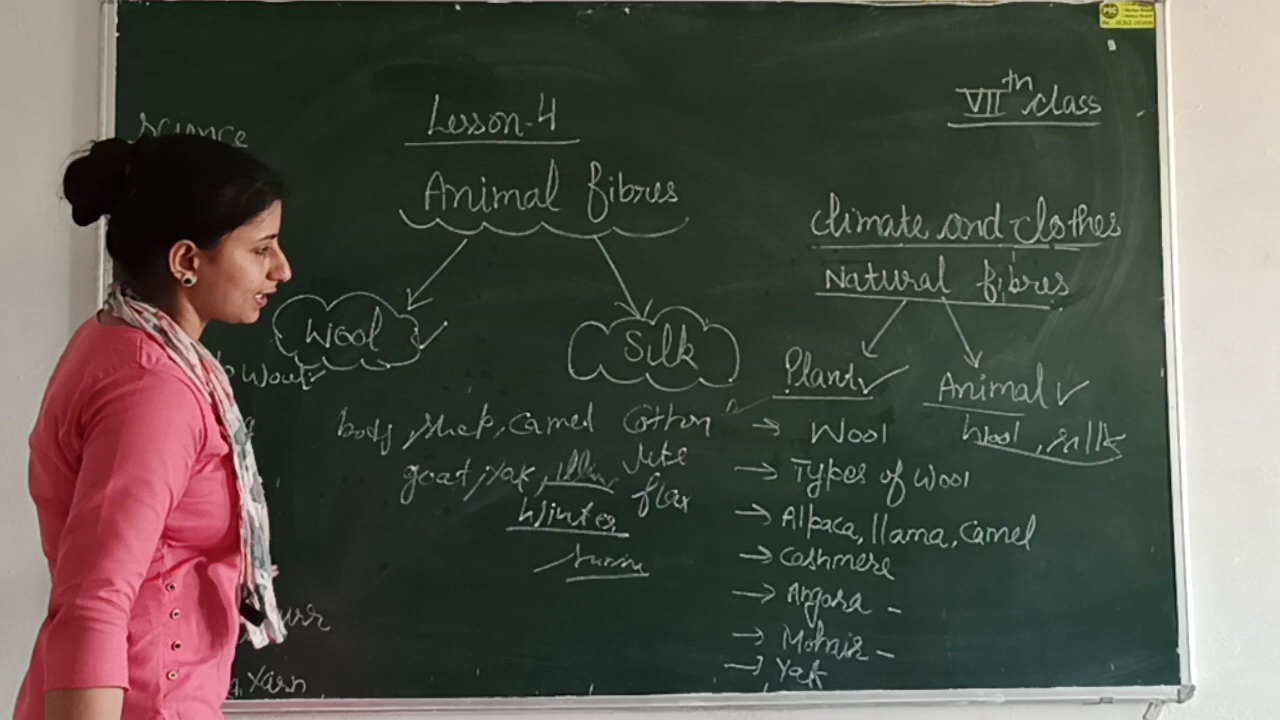 Science
Lesson-4
Animal fibres
Wool
Silk
Wool
body, sheep, camel
goat, Yak,
Winter
Cotton
Jute
flax
Yarn
VIIth class
climate and clothes
Natural fibres
Plant
Animal
Wool, silk
→ Wool
→ Types of Wool
→ Alpaca, llama, Camel
→ Cashmere
→ Angora -
→ Mohair -
→ Yak